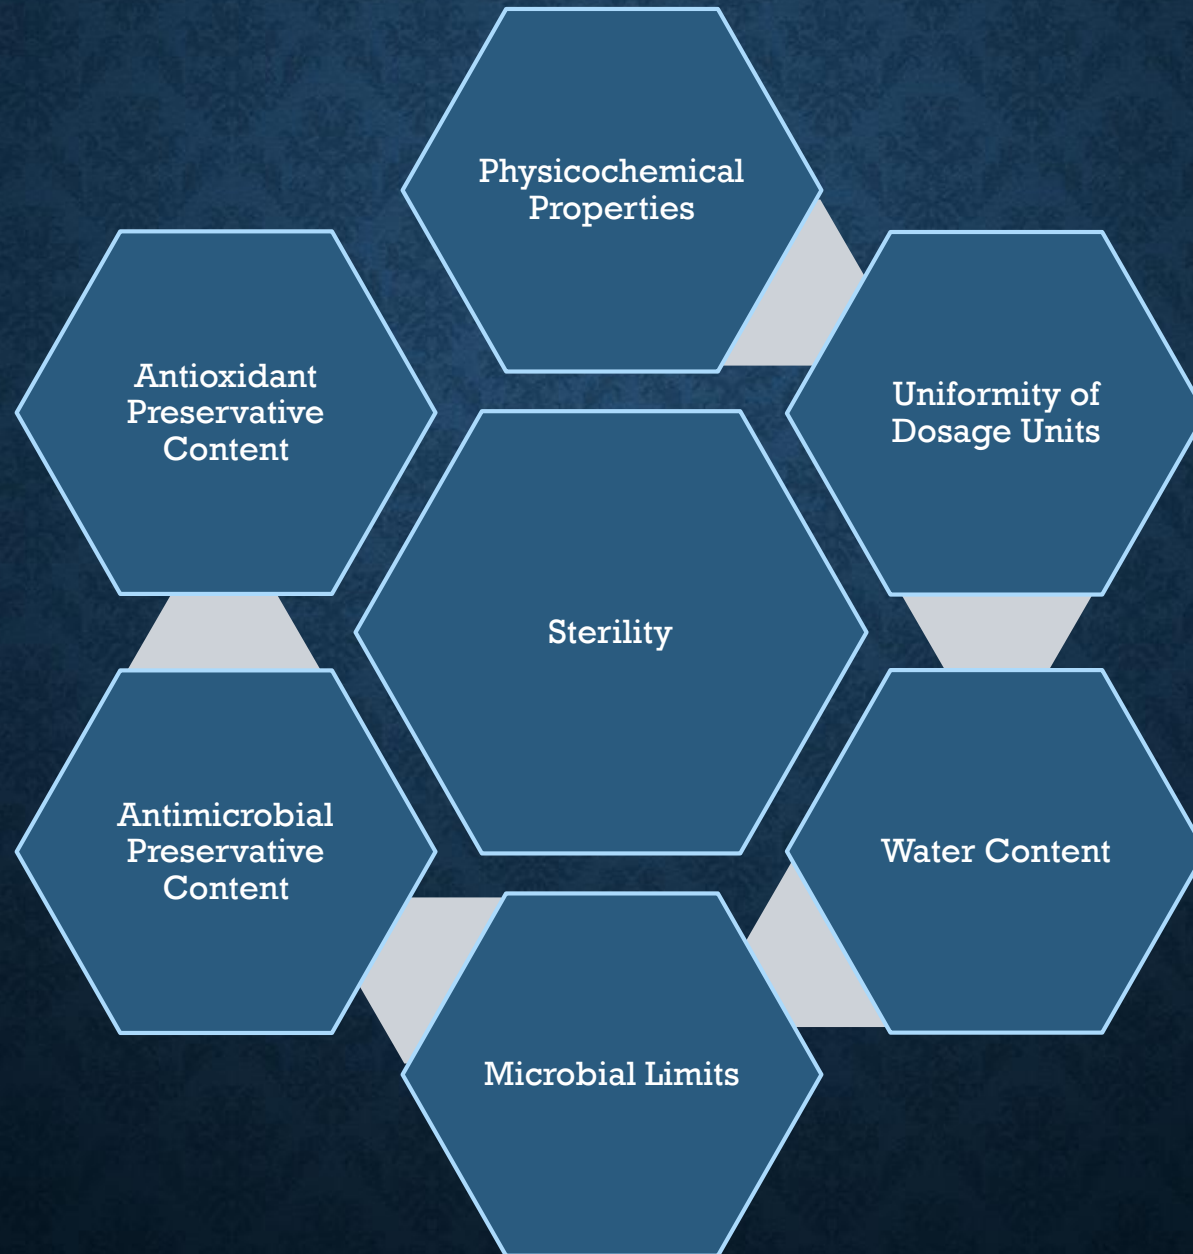 Physicochemical
Properties
Uniformity of
Dosage Units
Water Content
Microbial Limits
Antimicrobial
Preservative
Content
Antioxidant
Preservative
Content
Sterility